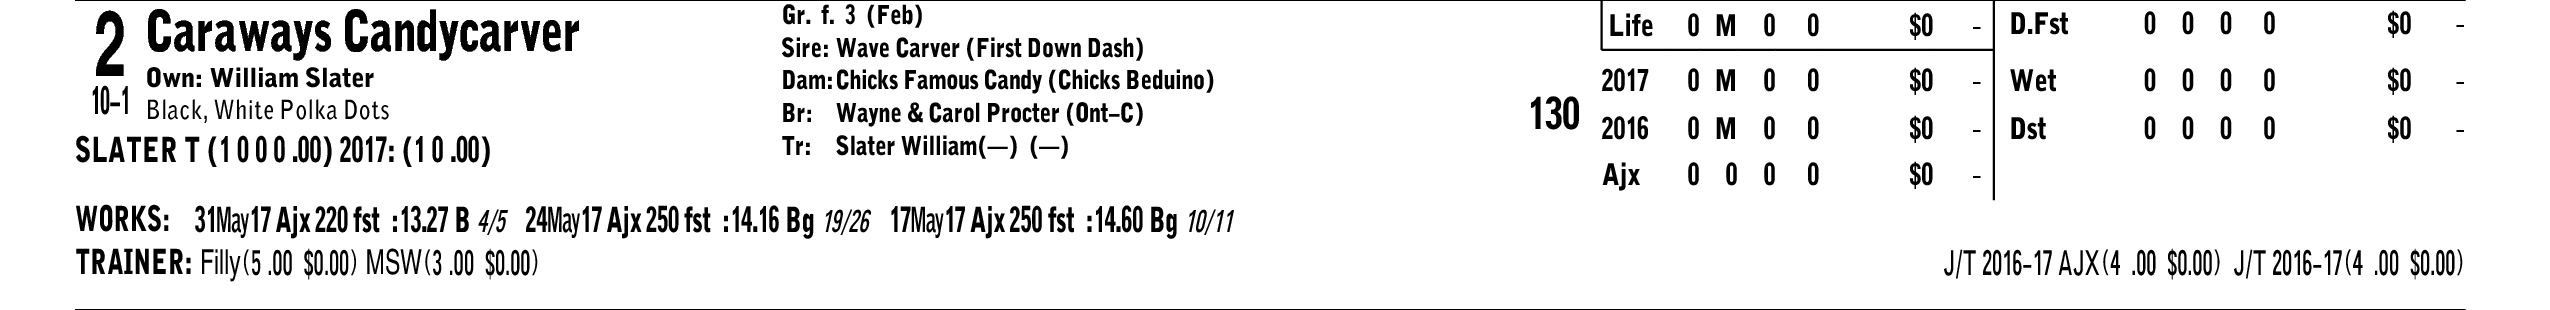 2 Caraways Candycarver
Own: William Slater
10–1 Black, White Polka Dots
SLATER T (1 0 0 0 .00) 2017: (1 0 .00)
Gr. f. 3 (Feb)
Sire: Wave Carver (First Down Dash)
Dam: Chicks Famous Candy (Chicks Beduino)
Br: Wayne & Carol Procter (Ont–C)
Tr: Slater William(—) (—)
130
Life 0 M 0 0 $0 -
2017 0 M 0 0 $0 -
2016 0 M 0 0 $0 -
Ajx 0 0 0 0 $0 -
D.Fst 0 0 0 0 $0 -
Wet 0 0 0 0 $0 -
Dst 0 0 0 0 $0 -
WORKS: 31May17 Ajx 220 fst :13.27 B 4/5 24May17 Ajx 250 fst :14.16 Bg 19/26 17May17 Ajx 250 fst :14.60 Bg 10/11
TRAINER: Filly(5 .00 $0.00) MSW(3 .00 $0.00)
J/T 2016–17 AJX(4 .00 $0.00) J/T 2016–17(4 .00 $0.00)